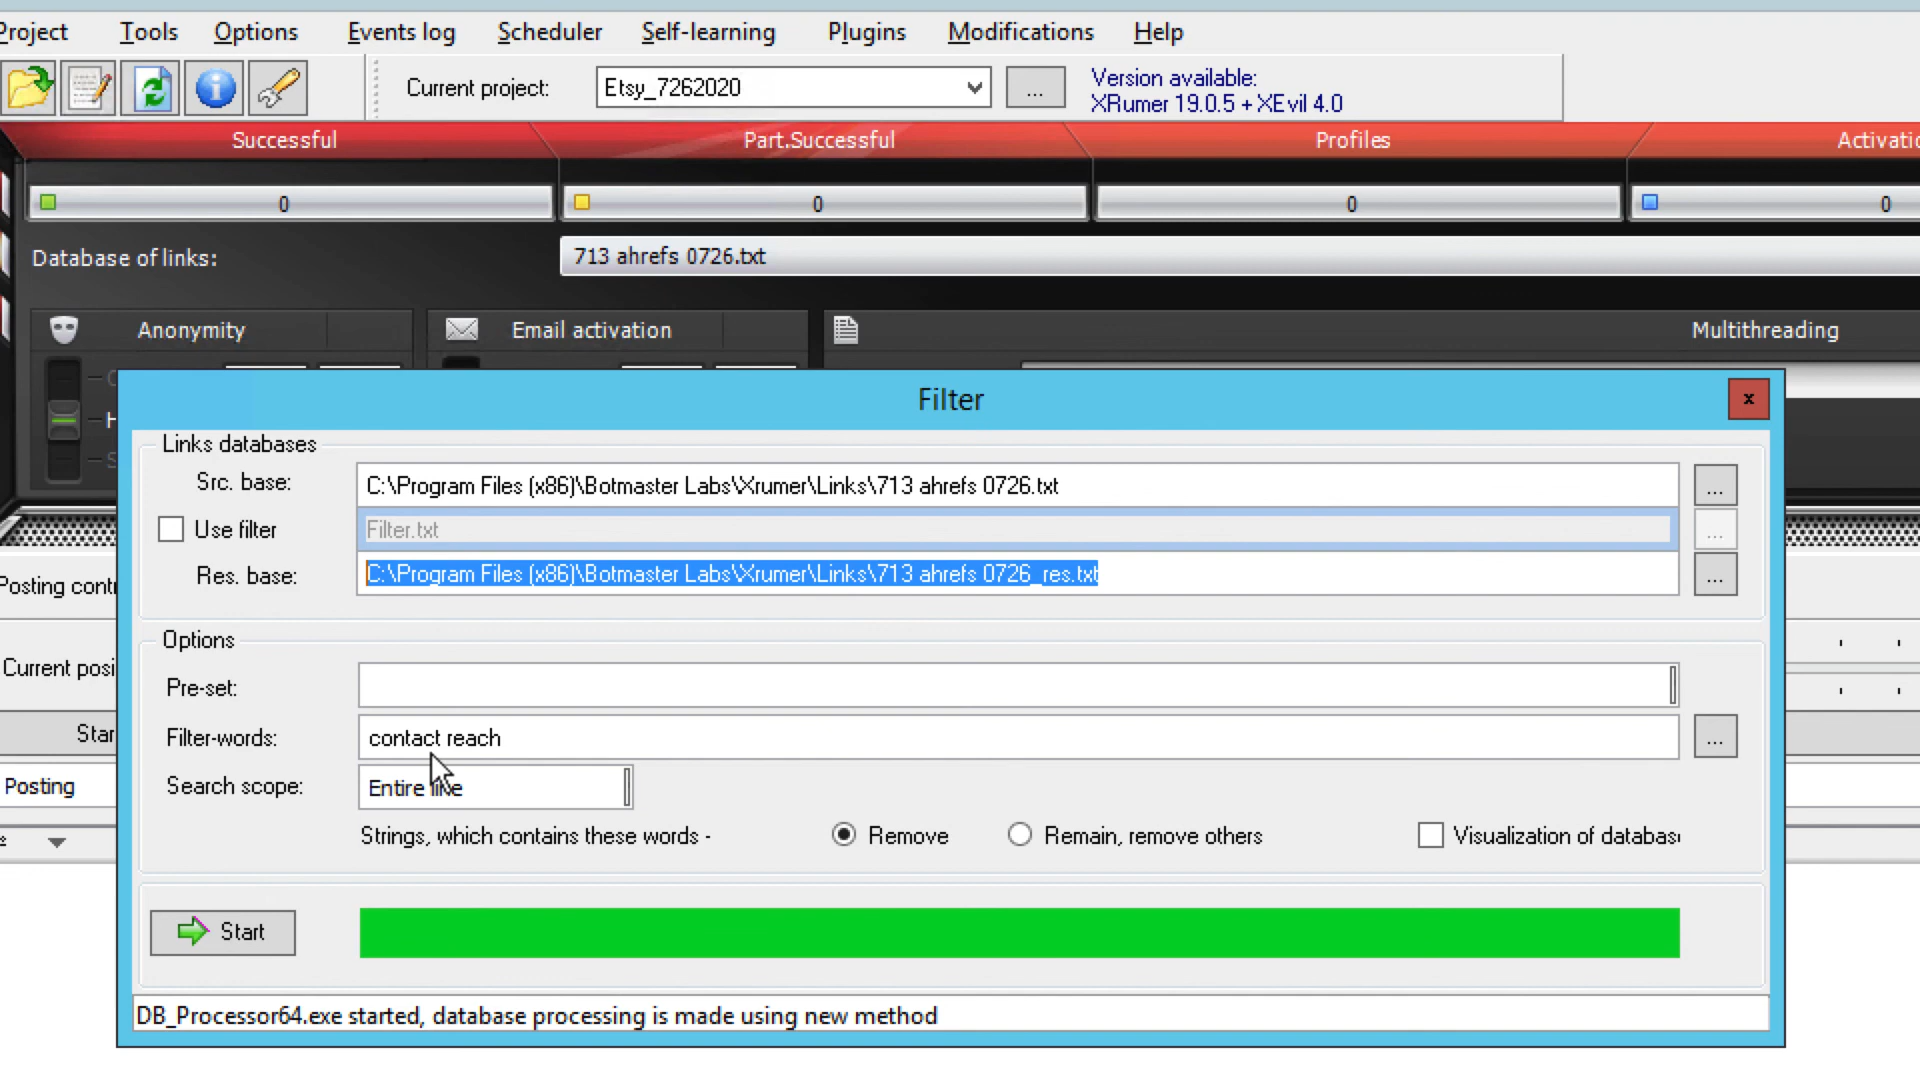 Project Tools Options Events log Scheduler Self-learning Plugins Modifications Help
Current project: Etsy_7262020 ... Version available:
XRumer 19.0.5 + XEvil 4.0
Successful Part.Successful Profiles
0 0 0 0
Database of links: 713 ahrefs 0726.txt
Anonymity Email activation Multithreading
Filter
x
Links databases
Src. base: C:\Program Files (x86)\Botmaster Labs\Xrumer\Links\713 ahrefs 0726.txt ...
Use filter Filter.txt ...
Res. base: C:\Program Files (x86)\Botmaster Labs\Xrumer\Links\713 ahrefs 0726_res.txt ...
Options
Pre-set:
Filter-words: contact reach ...
Search scope: Entire line
Strings, which contains these words - Remove Remain, remove others Visualization of databas
Start
DB_Processor64.exe started, database processing is made using new method
Posting
Current
Posting